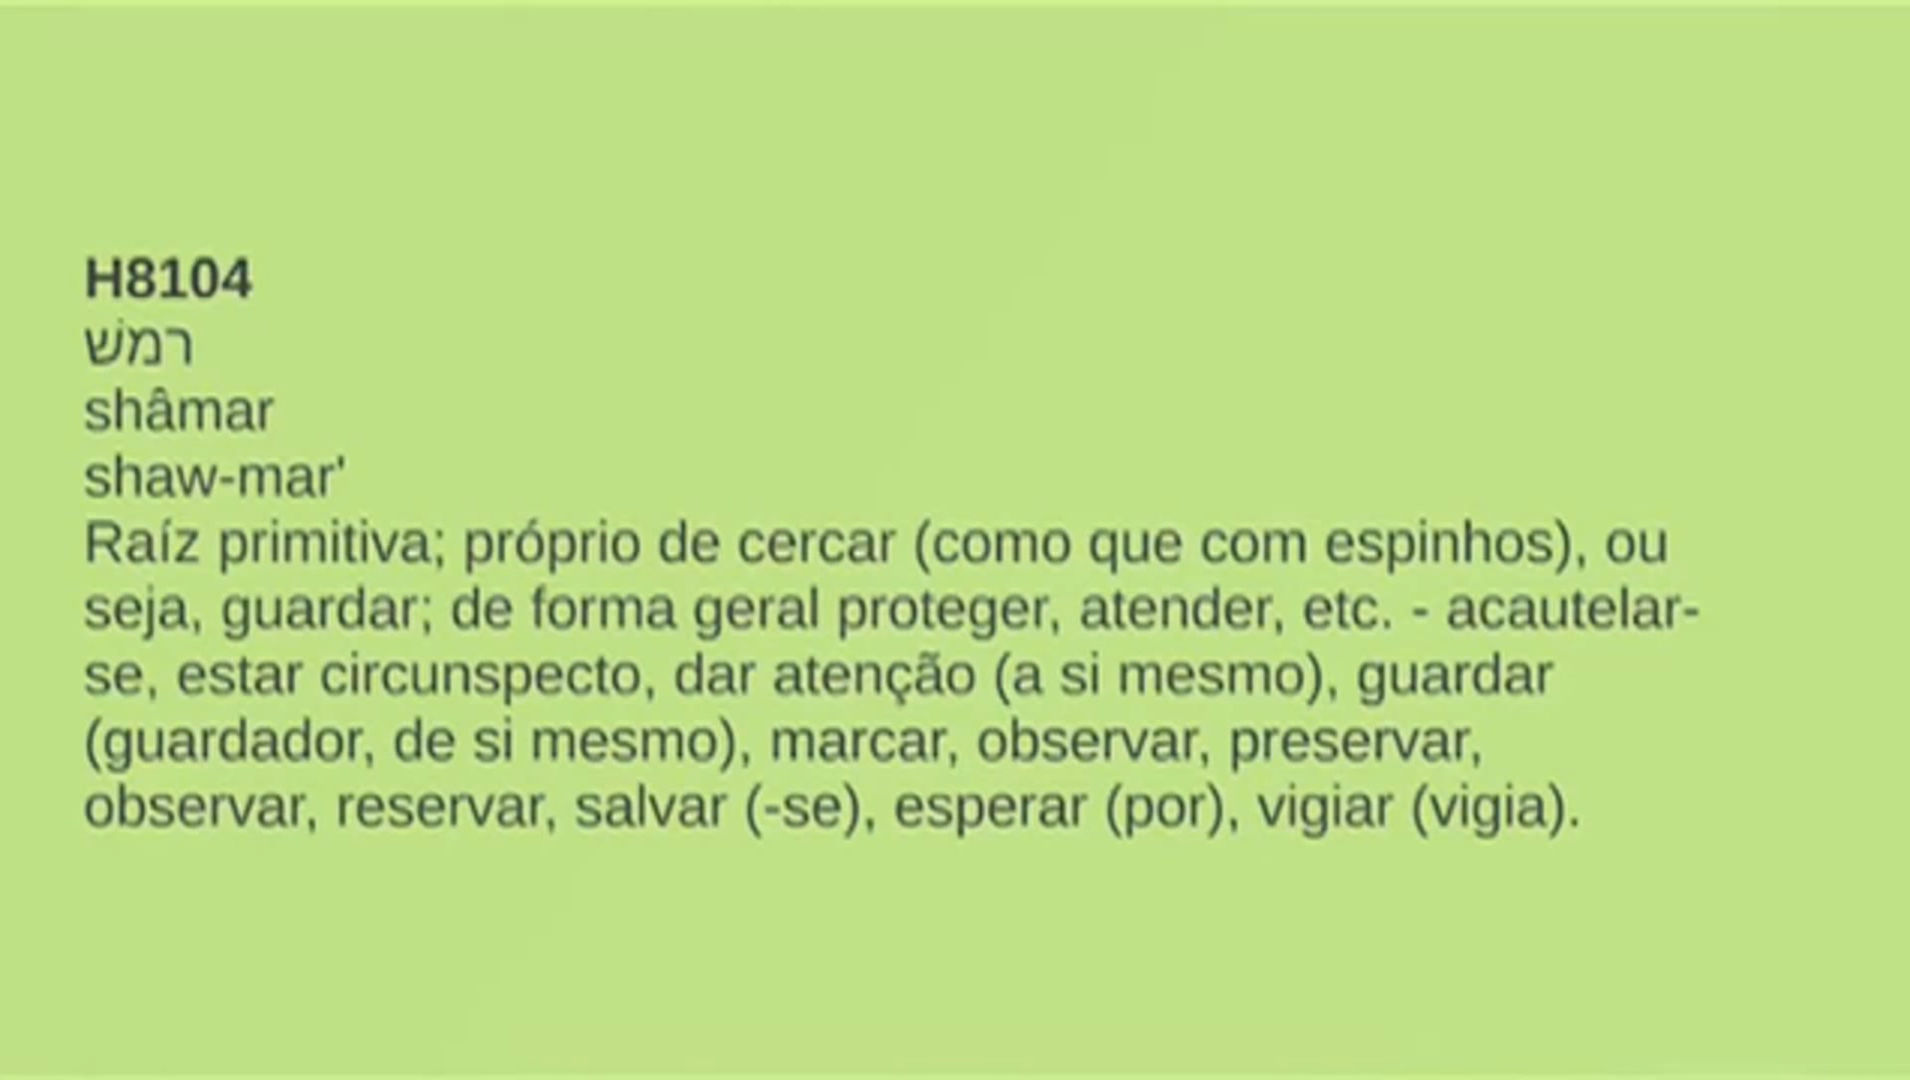 H8104
רמשׁ
shâmar
shaw-mar'
Raíz primitiva; próprio de cercar (como que com espinhos), ou
seja, guardar; de forma geral proteger, atender, etc. - acautelar-
se, estar circunspecto, dar atenção (a si mesmo), guardar
(guardador, de si mesmo), marcar, observar, preservar,
observar, reservar, salvar (-se), esperar (por), vigiar (vigia).